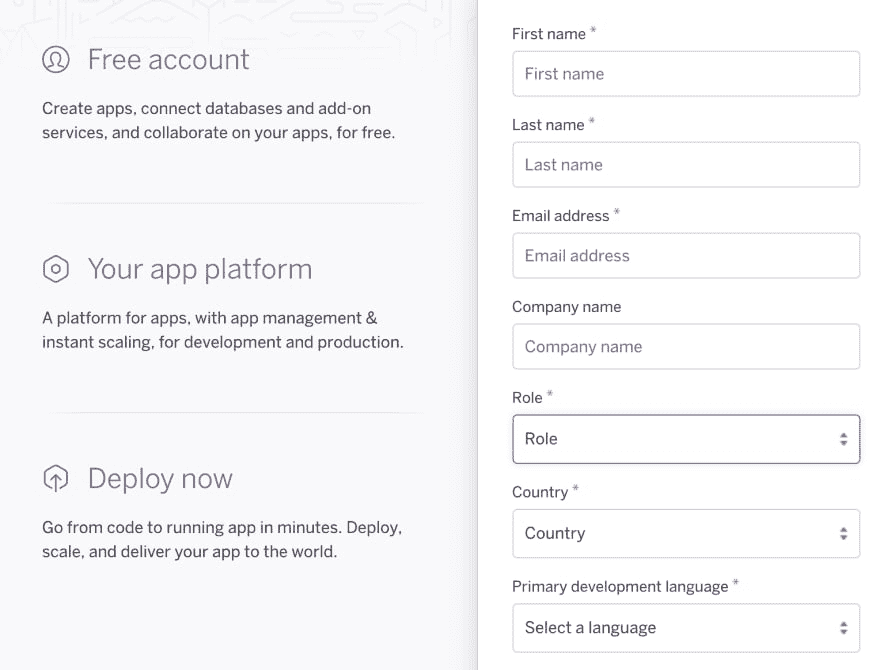 Free account
Create apps, connect databases and add-on
services, and collaborate on your apps, for free.
Your app platform
A platform for apps, with app management &
instant scaling, for development and production.
Deploy now
Go from code to running app in minutes. Deploy,
scale, and deliver your app to the world.
First name *
First name
Last name *
Last name
Email address *
Email address
Company name
Company name
Role *
Role
Country *
Country
Primary development language *
Select a language